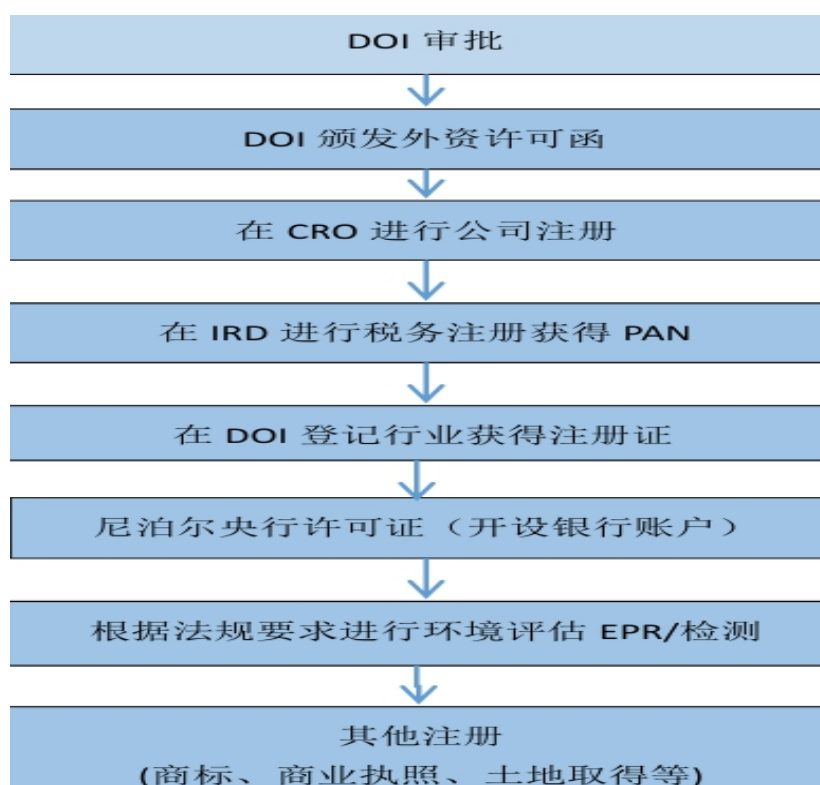 DOI 审批
DOI 颁发外资许可函
在 CRO 进行公司注册
在 IRD 进行税务注册获得 PAN
在 DOI 登记行业获得注册证
尼泊尔央行许可证（开设银行账户）
根据法规要求进行环境评估 EPR/检测
其他注册
(商标、商业执照、土地取得等)